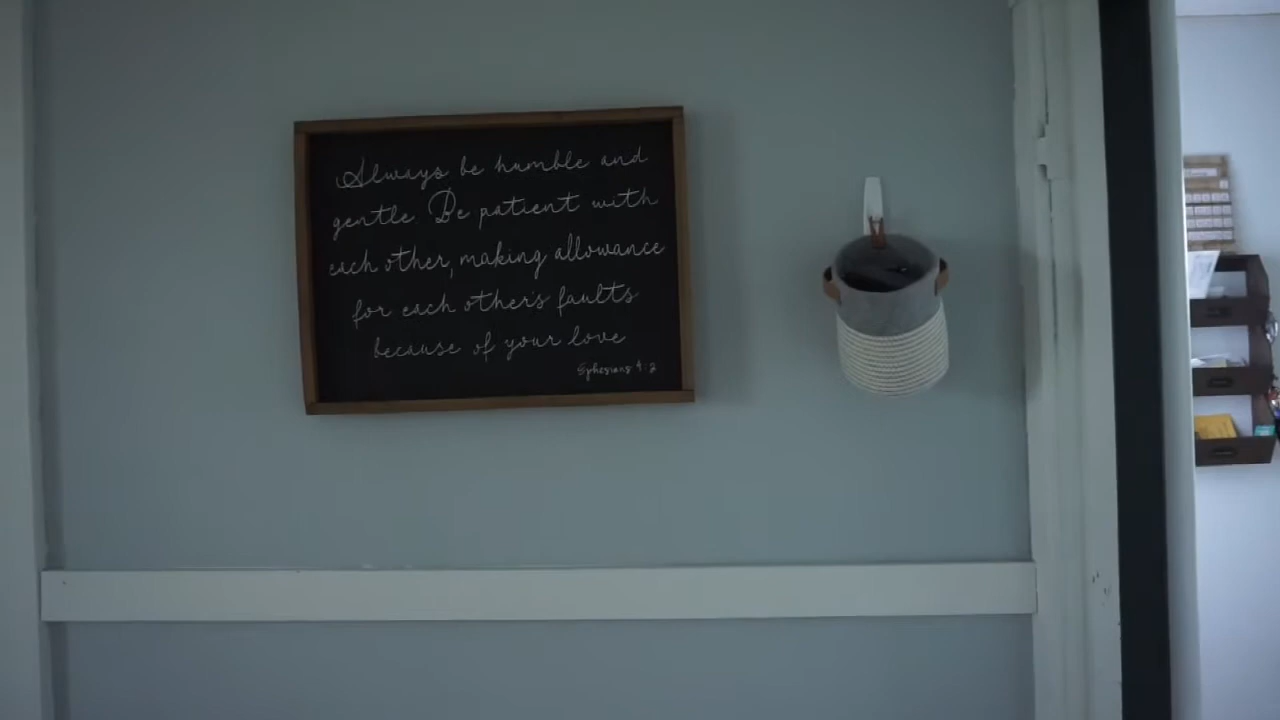 Always be humble and
gentle. Be patient with
each other, making allowance
for each other's faults
because of your love
Ephesians 4:2